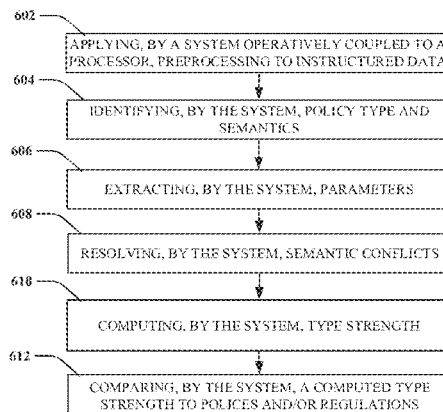 602
APPLYING, BY A SYSTEM OPERATIVELY COUPLED TO A
PROCESSOR, PREPROCESSING TO INSTRUCTURED DATA
604
IDENTIFYING, BY THE SYSTEM, POLICY TYPE AND
SEMANTICS
606
EXTRACTING, BY THE SYSTEM, PARAMETERS
608
RESOLVING, BY THE SYSTEM, SEMANTIC CONFLICTS
610
COMPUTING, BY THE SYSTEM, TYPE STRENGTH
612
COMPARING, BY THE SYSTEM, A COMPUTED TYPE
STRENGTH TO POLICES AND/OR REGULATIONS